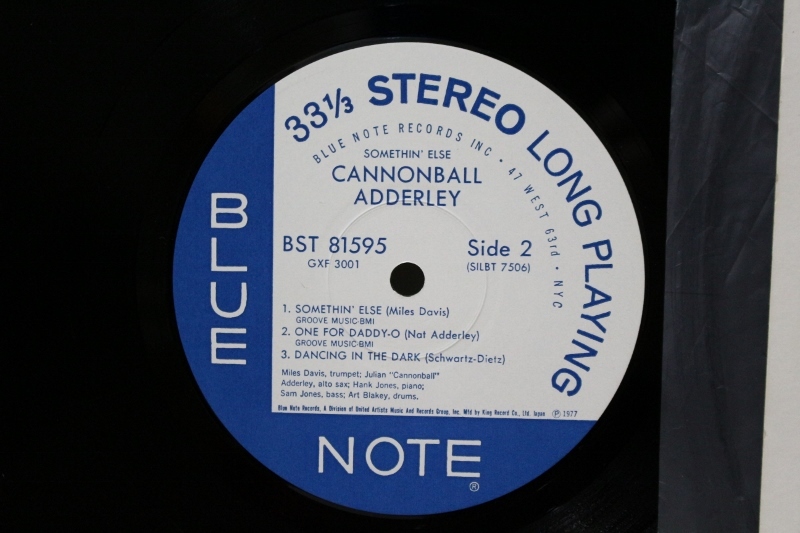 33⅓ STEREO LONG PLAYING
BLUE NOTE RECORDS INC • 47 WEST 63rd • NYC
SOMETHIN' ELSE
CANNONBALL
ADDERLEY
BST 81595
GXF 3001
Side 2
(SILBT 7506)
1. SOMETHIN' ELSE (Miles Davis)
GROOVE MUSIC-BMI
2. ONE FOR DADDY-O (Nat Adderley)
GROOVE MUSIC-BMI
3. DANCING IN THE DARK (Schwartz-Dietz)
Miles Davis, trumpet; Julian "Cannonball"
Adderley, alto sax; Hank Jones, piano;
Sam Jones, bass; Art Blakey, drums.
Blue Note Records, A Division of United Artists Music And Records Group, Inc. Mfd by King Record Co., Ltd. Japan ℗ 1977
BLUE
NOTE®